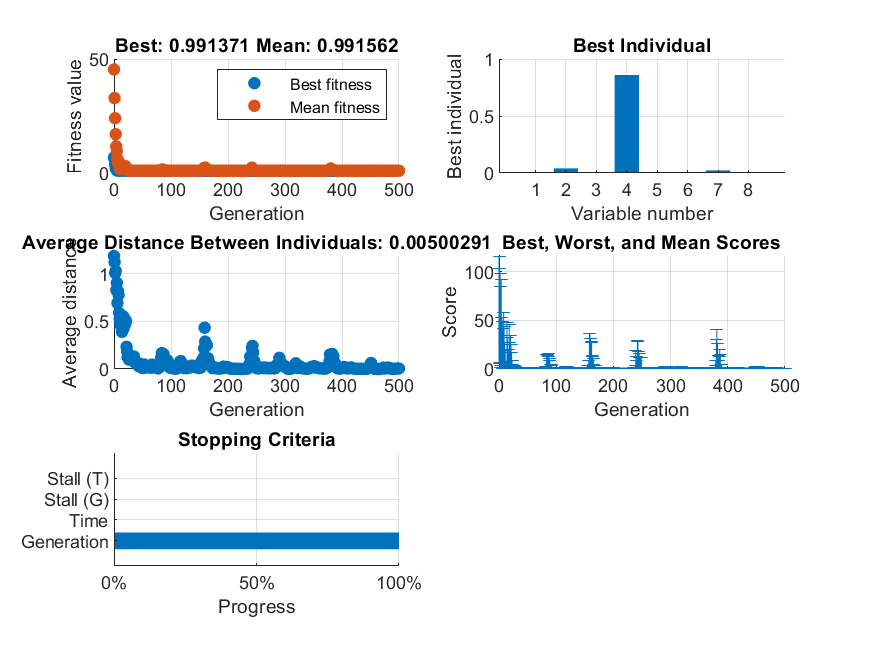 Best: 0.991371 Mean: 0.991562
50
0
Fitness value
Best fitness
Mean fitness
0 100 200 300 400 500
Generation
Best Individual
1
0.5
0
Best individual
1 2 3 4 5 6 7 8
Variable number
Average Distance Between Individuals: 0.00500291
1
0.5
0
Average distance
0 100 200 300 400 500
Generation
Best, Worst, and Mean Scores
100
50
0
Score
0 100 200 300 400 500
Generation
Stopping Criteria
Stall (T)
Stall (G)
Time
Generation
0% 50% 100%
Progress